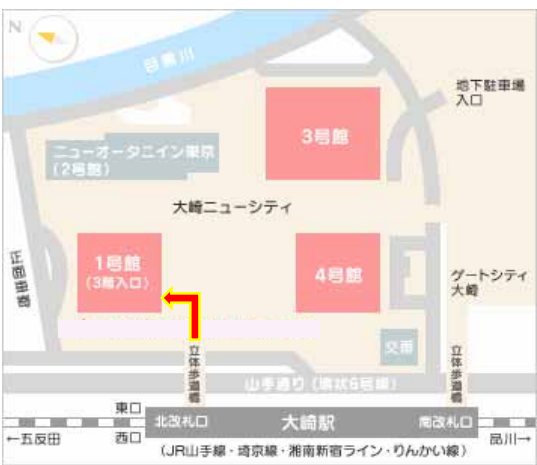 N
目黒川
地下駐車場
入口
3号館
ニューオータニイン東京
(2号館)
大崎ニューシティ
1号館
(3階入口)
4号館
ゲートシティ
大崎
交番
立体歩道橋
立体歩道橋
山手通り(環状6号線)
東口
北改札口
大崎駅
南改札口
←五反田
西口
品川→
(JR山手線・埼京線・湘南新宿ライン・りんかい線)